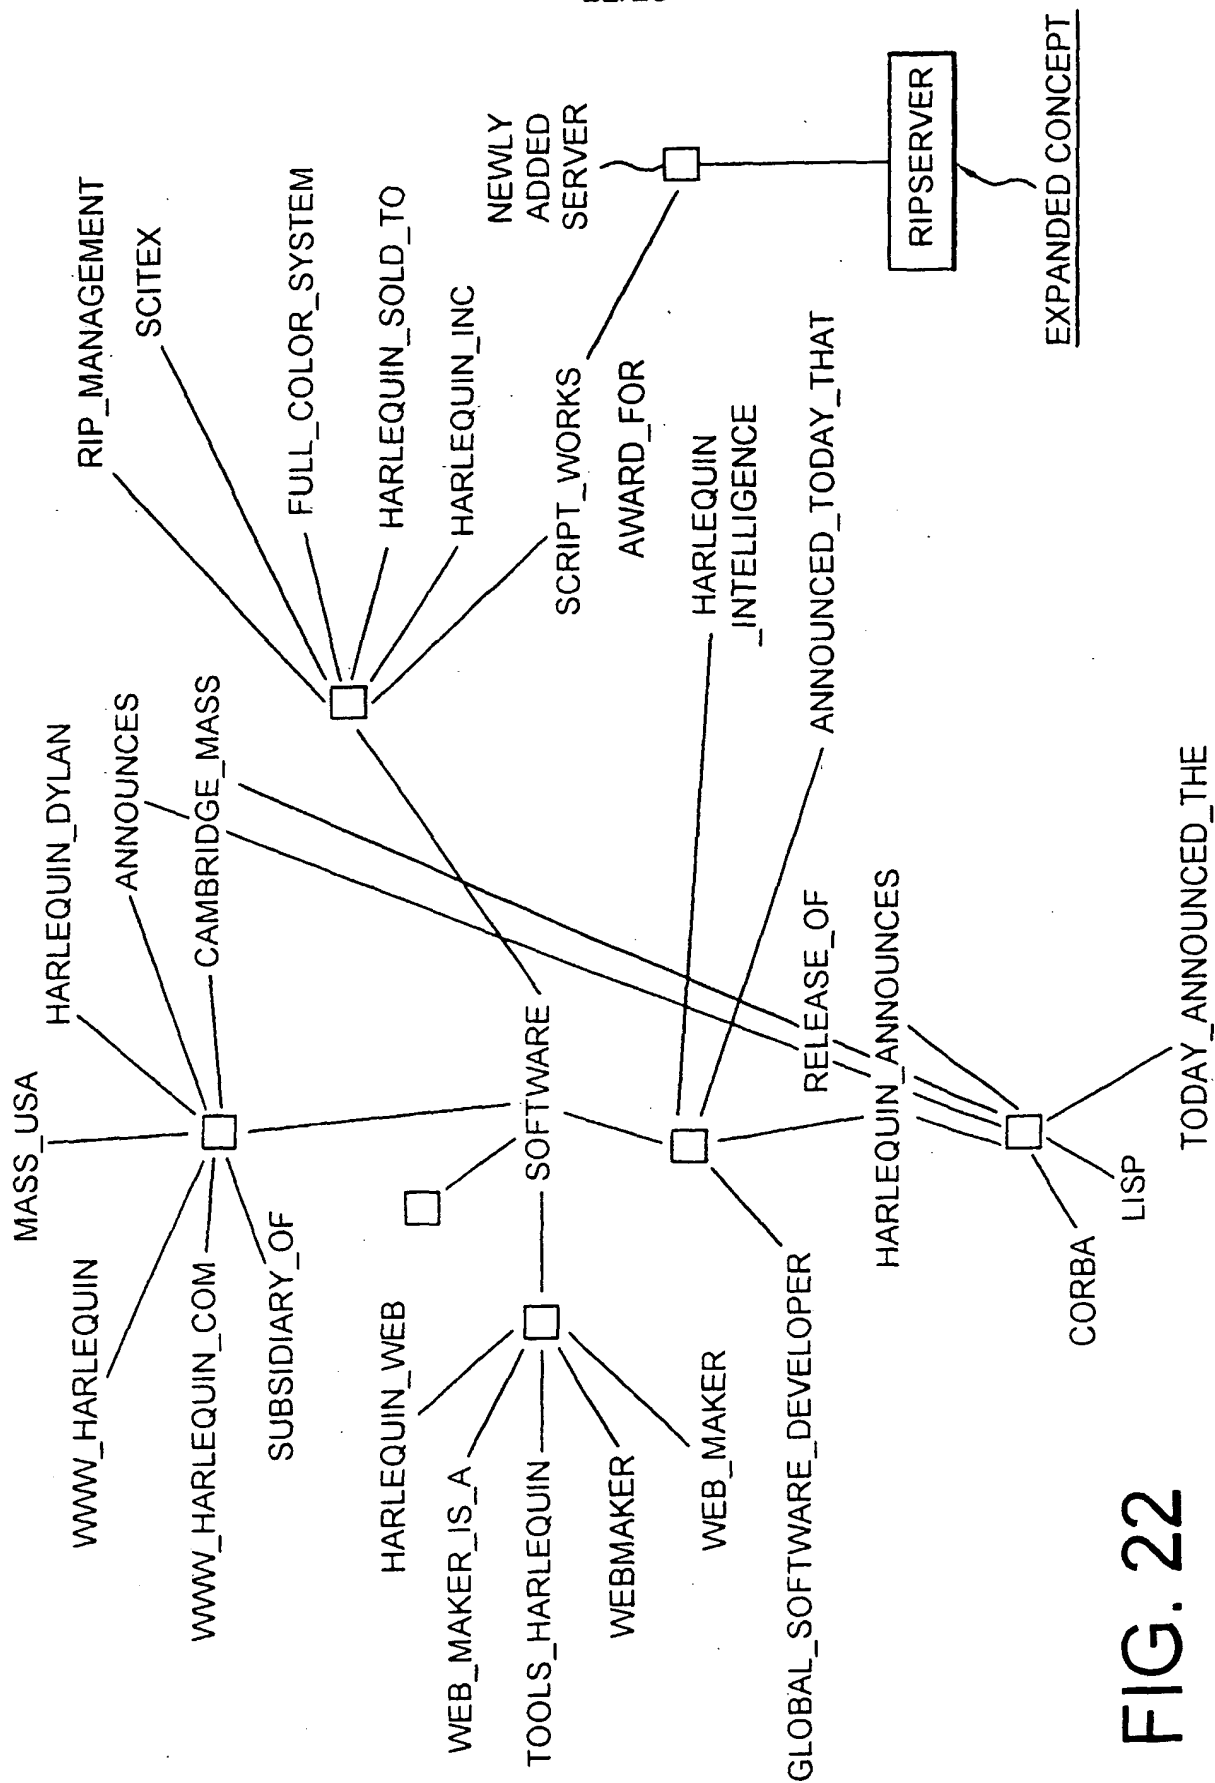 MASS_USA
HARLEQUIN_DYLAN
ANNOUNCES
CAMBRIDGE_MASS
WWW_HARLEQUIN
WWW_HARLEQUIN_COM
SUBSIDIARY_OF
RIP_MANAGEMENT
SCITEX
FULL_COLOR_SYSTEM
HARLEQUIN_SOLD_TO
HARLEQUIN_INC
SCRIPT_WORKS
AWARD_FOR
NEWLY
ADDED
SERVER
RIPSERVER
EXPANDED CONCEPT
SOFTWARE
HARLEQUIN_WEB
WEB_MAKER_IS_A
TOOLS_HARLEQUIN
WEBMAKER
WEB_MAKER
HARLEQUIN
_INTELLIGENCE
ANNOUNCED_TODAY_THAT
GLOBAL_SOFTWARE_DEVELOPER
RELEASE_OF
HARLEQUIN_ANNOUNCES
CORBA
LISP
TODAY_ANNOUNCED_THE
FIG. 22